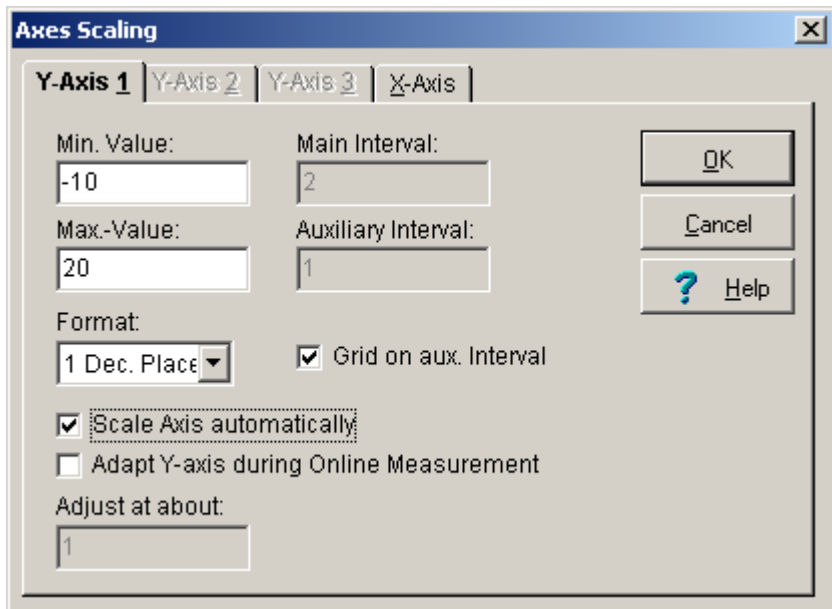 Axes Scaling
Y-Axis 1 Y-Axis 2 Y-Axis 3 X-Axis
Min. Value: Main Interval:
-10 2
OK
Max.-Value: Auxiliary Interval:
Cancel
20 1
? Help
Format:
1 Dec. Place
Grid on aux. Interval
Scale Axis automatically
Adapt Y-axis during Online Measurement
Adjust at about:
1